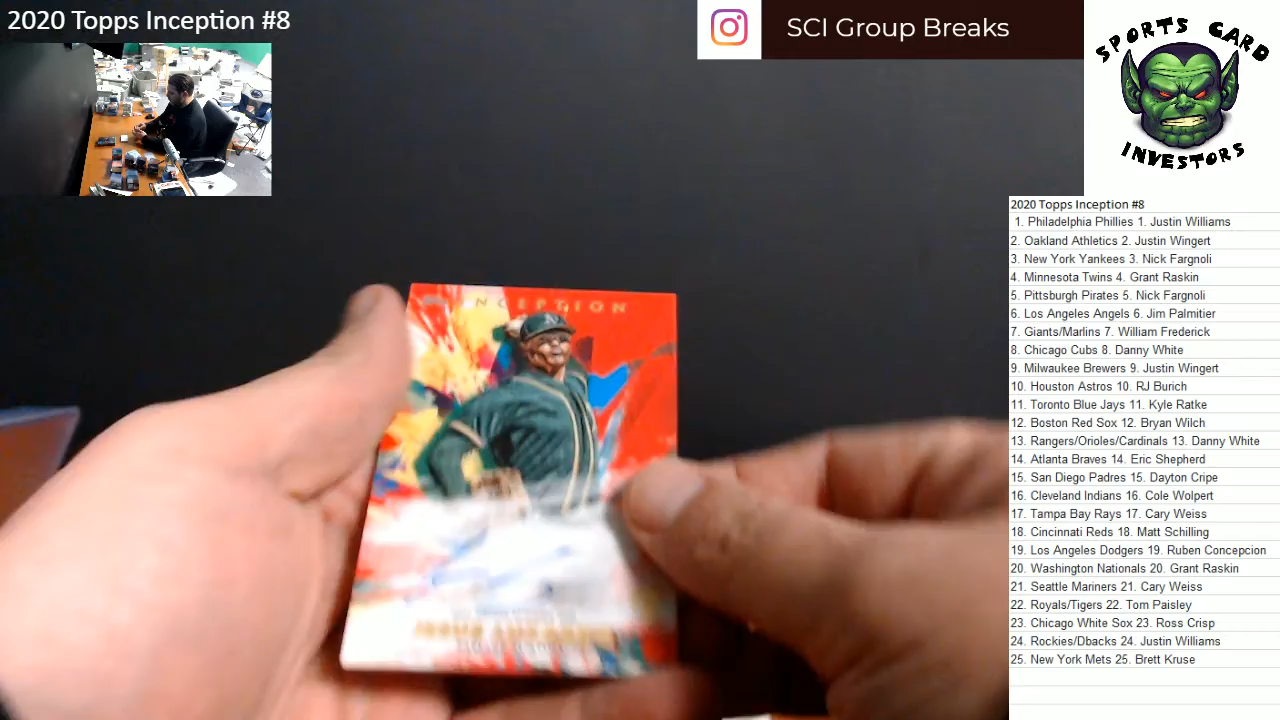 2020 Topps Inception #8
SCI Group Breaks
SPORTS CARD
INVESTORS
2020 Topps Inception #8
1. Philadelphia Phillies 1. Justin Williams
2. Oakland Athletics 2. Justin Wingert
3. New York Yankees 3. Nick Fargnoli
4. Minnesota Twins 4. Grant Raskin
5. Pittsburgh Pirates 5. Nick Fargnoli
6. Los Angeles Angels 6. Jim Palmitier
7. Giants/Marlins 7. William Frederick
8. Chicago Cubs 8. Danny White
9. Milwaukee Brewers 9. Justin Wingert
10. Houston Astros 10. RJ Burich
11. Toronto Blue Jays 11. Kyle Ratke
12. Boston Red Sox 12. Bryan Wilch
13. Rangers/Orioles/Cardinals 13. Danny White
14. Atlanta Braves 14. Eric Shepherd
15. San Diego Padres 15. Dayton Cripe
16. Cleveland Indians 16. Cole Wolpert
17. Tampa Bay Rays 17. Cary Weiss
18. Cincinnati Reds 18. Matt Schilling
19. Los Angeles Dodgers 19. Ruben Concepcion
20. Washington Nationals 20. Grant Raskin
21. Seattle Mariners 21. Cary Weiss
22. Royals/Tigers 22. Tom Paisley
23. Chicago White Sox 23. Ross Crisp
24. Rockies/Dbacks 24. Justin Williams
25. New York Mets 25. Brett Kruse
INCEPTION